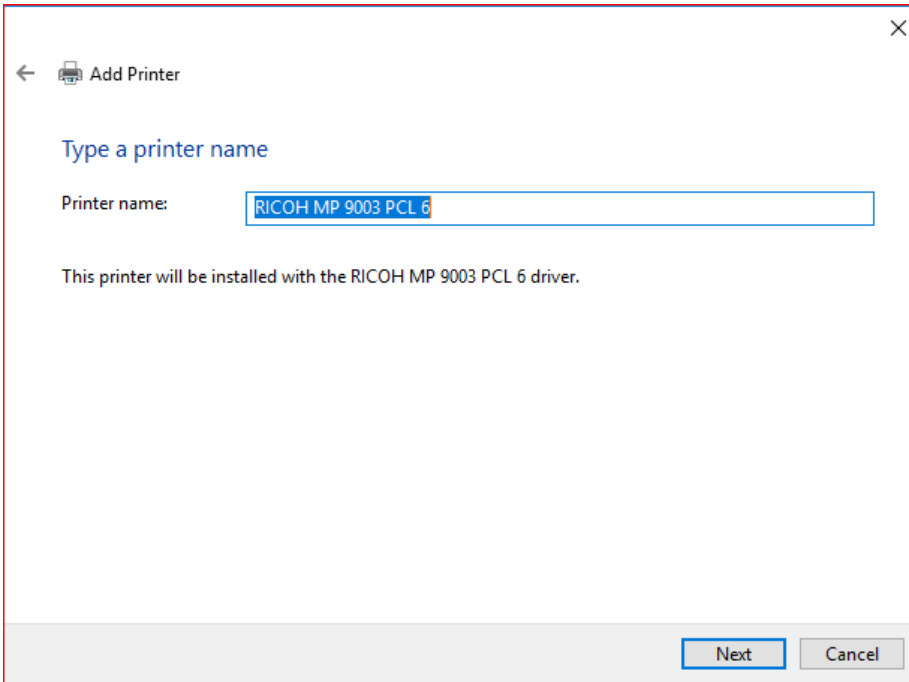 Add Printer
Type a printer name
Printer name: RICOH MP 9003 PCL 6
This printer will be installed with the RICOH MP 9003 PCL 6 driver.
Next Cancel